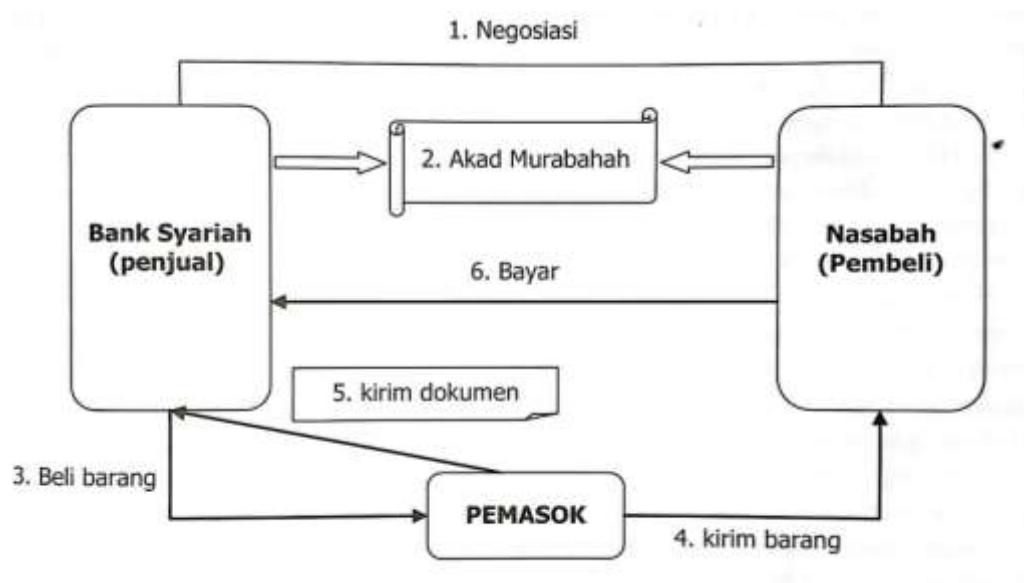 1. Negosiasi
2. Akad Murabahah
Bank Syariah
(penjual)
Nasabah
(Pembeli)
6. Bayar
5. kirim dokumen
3. Beli barang
PEMASOK
4. kirim barang